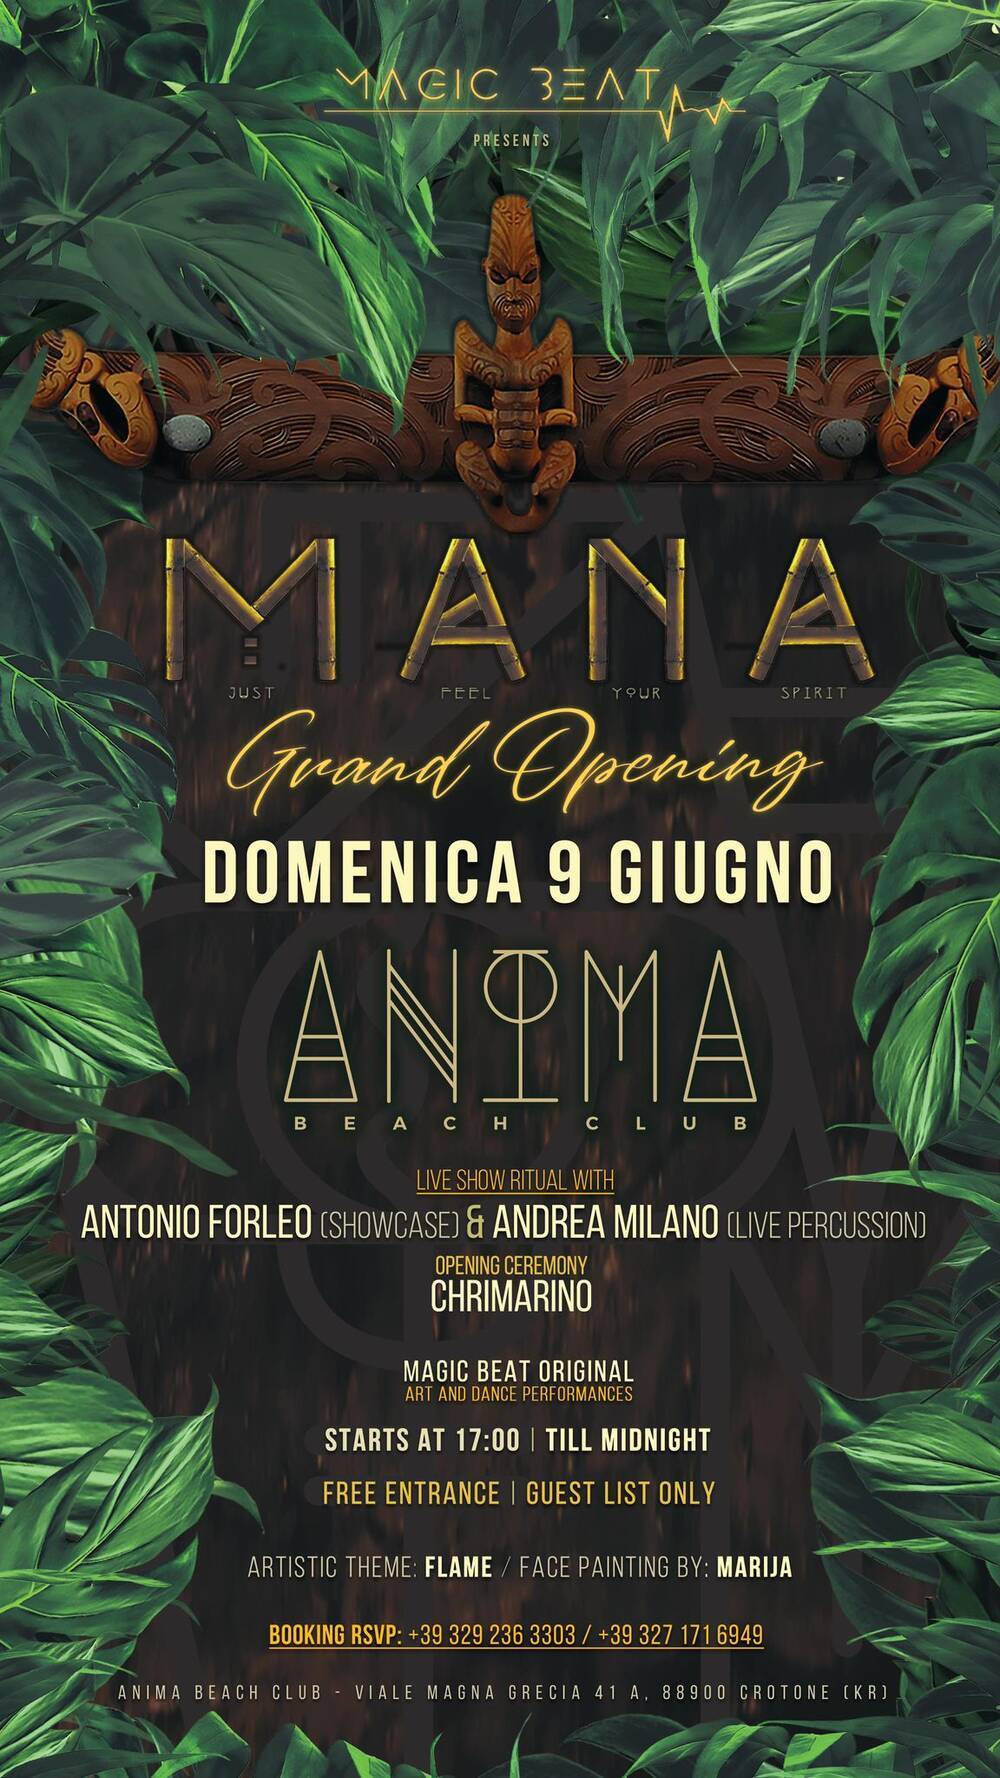 MAGIC BEAT
PRESENTS
MANA
JUST FEEL YOUR SPIRIT
Grand Opening
DOMENICA 9 GIUGNO
ANIMA
BEACH CLUB
LIVE SHOW RITUAL WITH
ANTONIO FORLEO (SHOWCASE) & ANDREA MILANO (LIVE PERCUSSION)
OPENING CEREMONY
CHRIMARINO
MAGIC BEAT ORIGINAL
ART AND DANCE PERFORMANCES
STARTS AT 17:00 | TILL MIDNIGHT
FREE ENTRANCE | GUEST LIST ONLY
ARTISTIC THEME: FLAME / FACE PAINTING BY: MARIJA
BOOKING RSVP: +39 329 236 3303 / +39 327 171 6949
ANIMA BEACH CLUB - VIALE MAGNA GRECIA 41 A, 88900 CROTONE (KR)